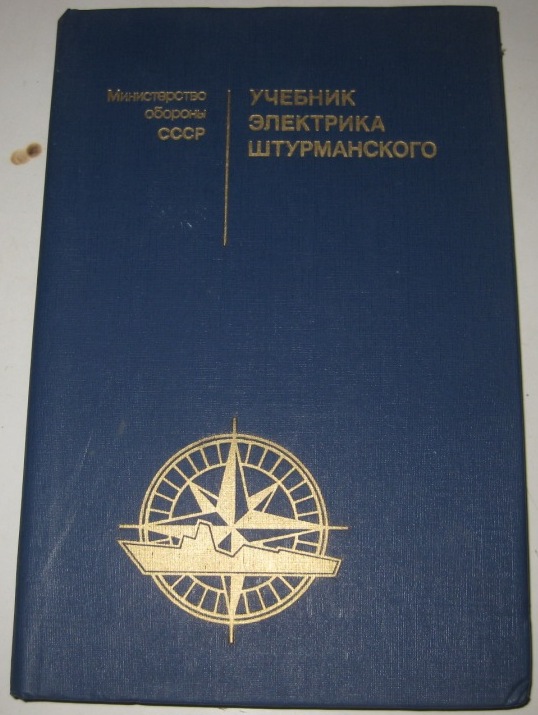 Министерство
обороны
СССР
УЧЕБНИК
ЭЛЕКТРИКА
ШТУРМАНСКОГО